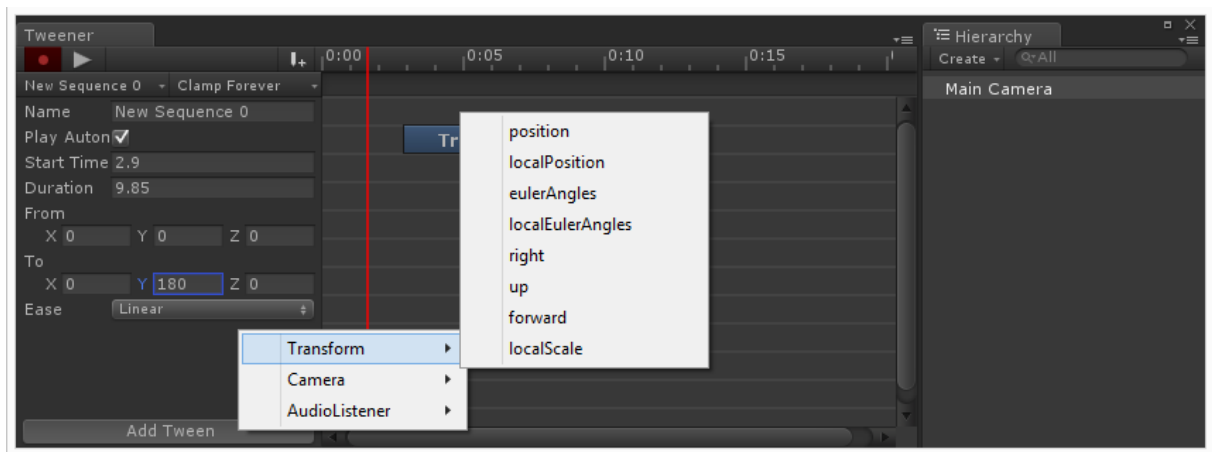 Tweener
0:00 0:05 0:10 0:15
New Sequence 0 Clamp Forever
Name New Sequence 0
Play Auton
Start Time 2.9
Duration 9.85
From
X 0 Y 0 Z 0
To
X 0 Y 180 Z 0
Ease Linear
Add Tween
Tr
Transform
Camera
AudioListener
position
localPosition
eulerAngles
localEulerAngles
right
up
forward
localScale
Hierarchy
Create All
Main Camera